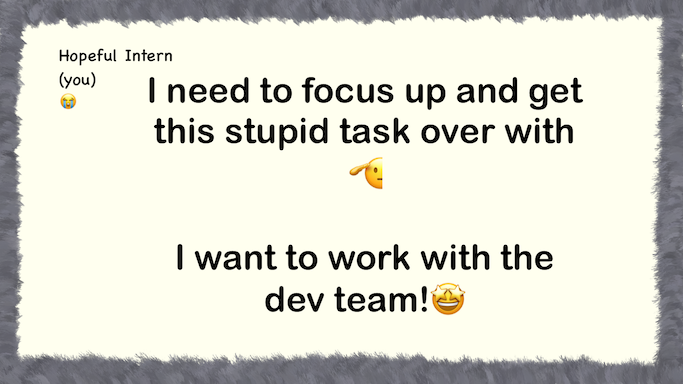 Hopeful Intern
(you)
😭
I need to focus up and get
this stupid task over with
🫡
I want to work with the
dev team!🤩